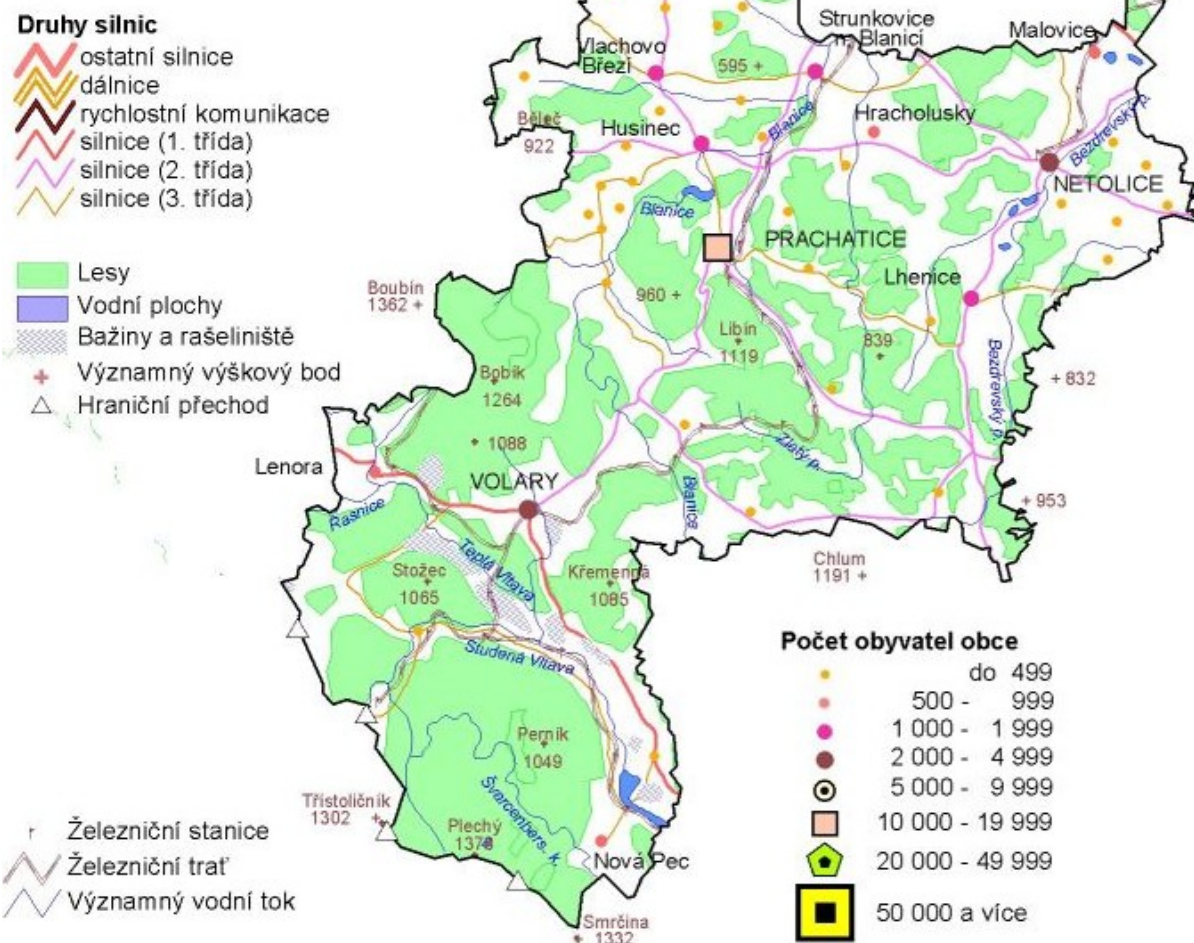 Druhy silnic
ostatní silnice
dálnice
rychlostní komunikace
silnice (1. třída)
silnice (2. třída)
silnice (3. třída)
Lesy
Vodní plochy
Bažiny a rašeliniště
Významný výškový bod
Hraniční přechod
Strunkovice
n. Blanicí
Malovice
Vlachovo
Březí
595 +
Hracholusky
Běleč
922
Husinec
Blanice
Bezdrevský p.
NETOLICE
Blanice
PRACHATICE
Lhenice
Boubín
1362 +
960 +
Libín
1119
839
Bezdrevský p.
+ 832
Bobík
1264
+ 1088
Lenora
VOLARY
Zlatý p.
Blanice
+ 953
Řasnice
Teplá Vltava
Chlum
1191 +
Stožec
1065
Křemenná
1085
Studená Vltava
Perník
1049
Švarcenbers. k.
Třístoličník
1302 +
Plechý
1378
Nová Pec
Smrčina
+ 1332
Počet obyvatel obce
do 499
500 - 999
1 000 - 1 999
2 000 - 4 999
5 000 - 9 999
10 000 - 19 999
20 000 - 49 999
50 000 a více
Železniční stanice
Železniční trať
Významný vodní tok